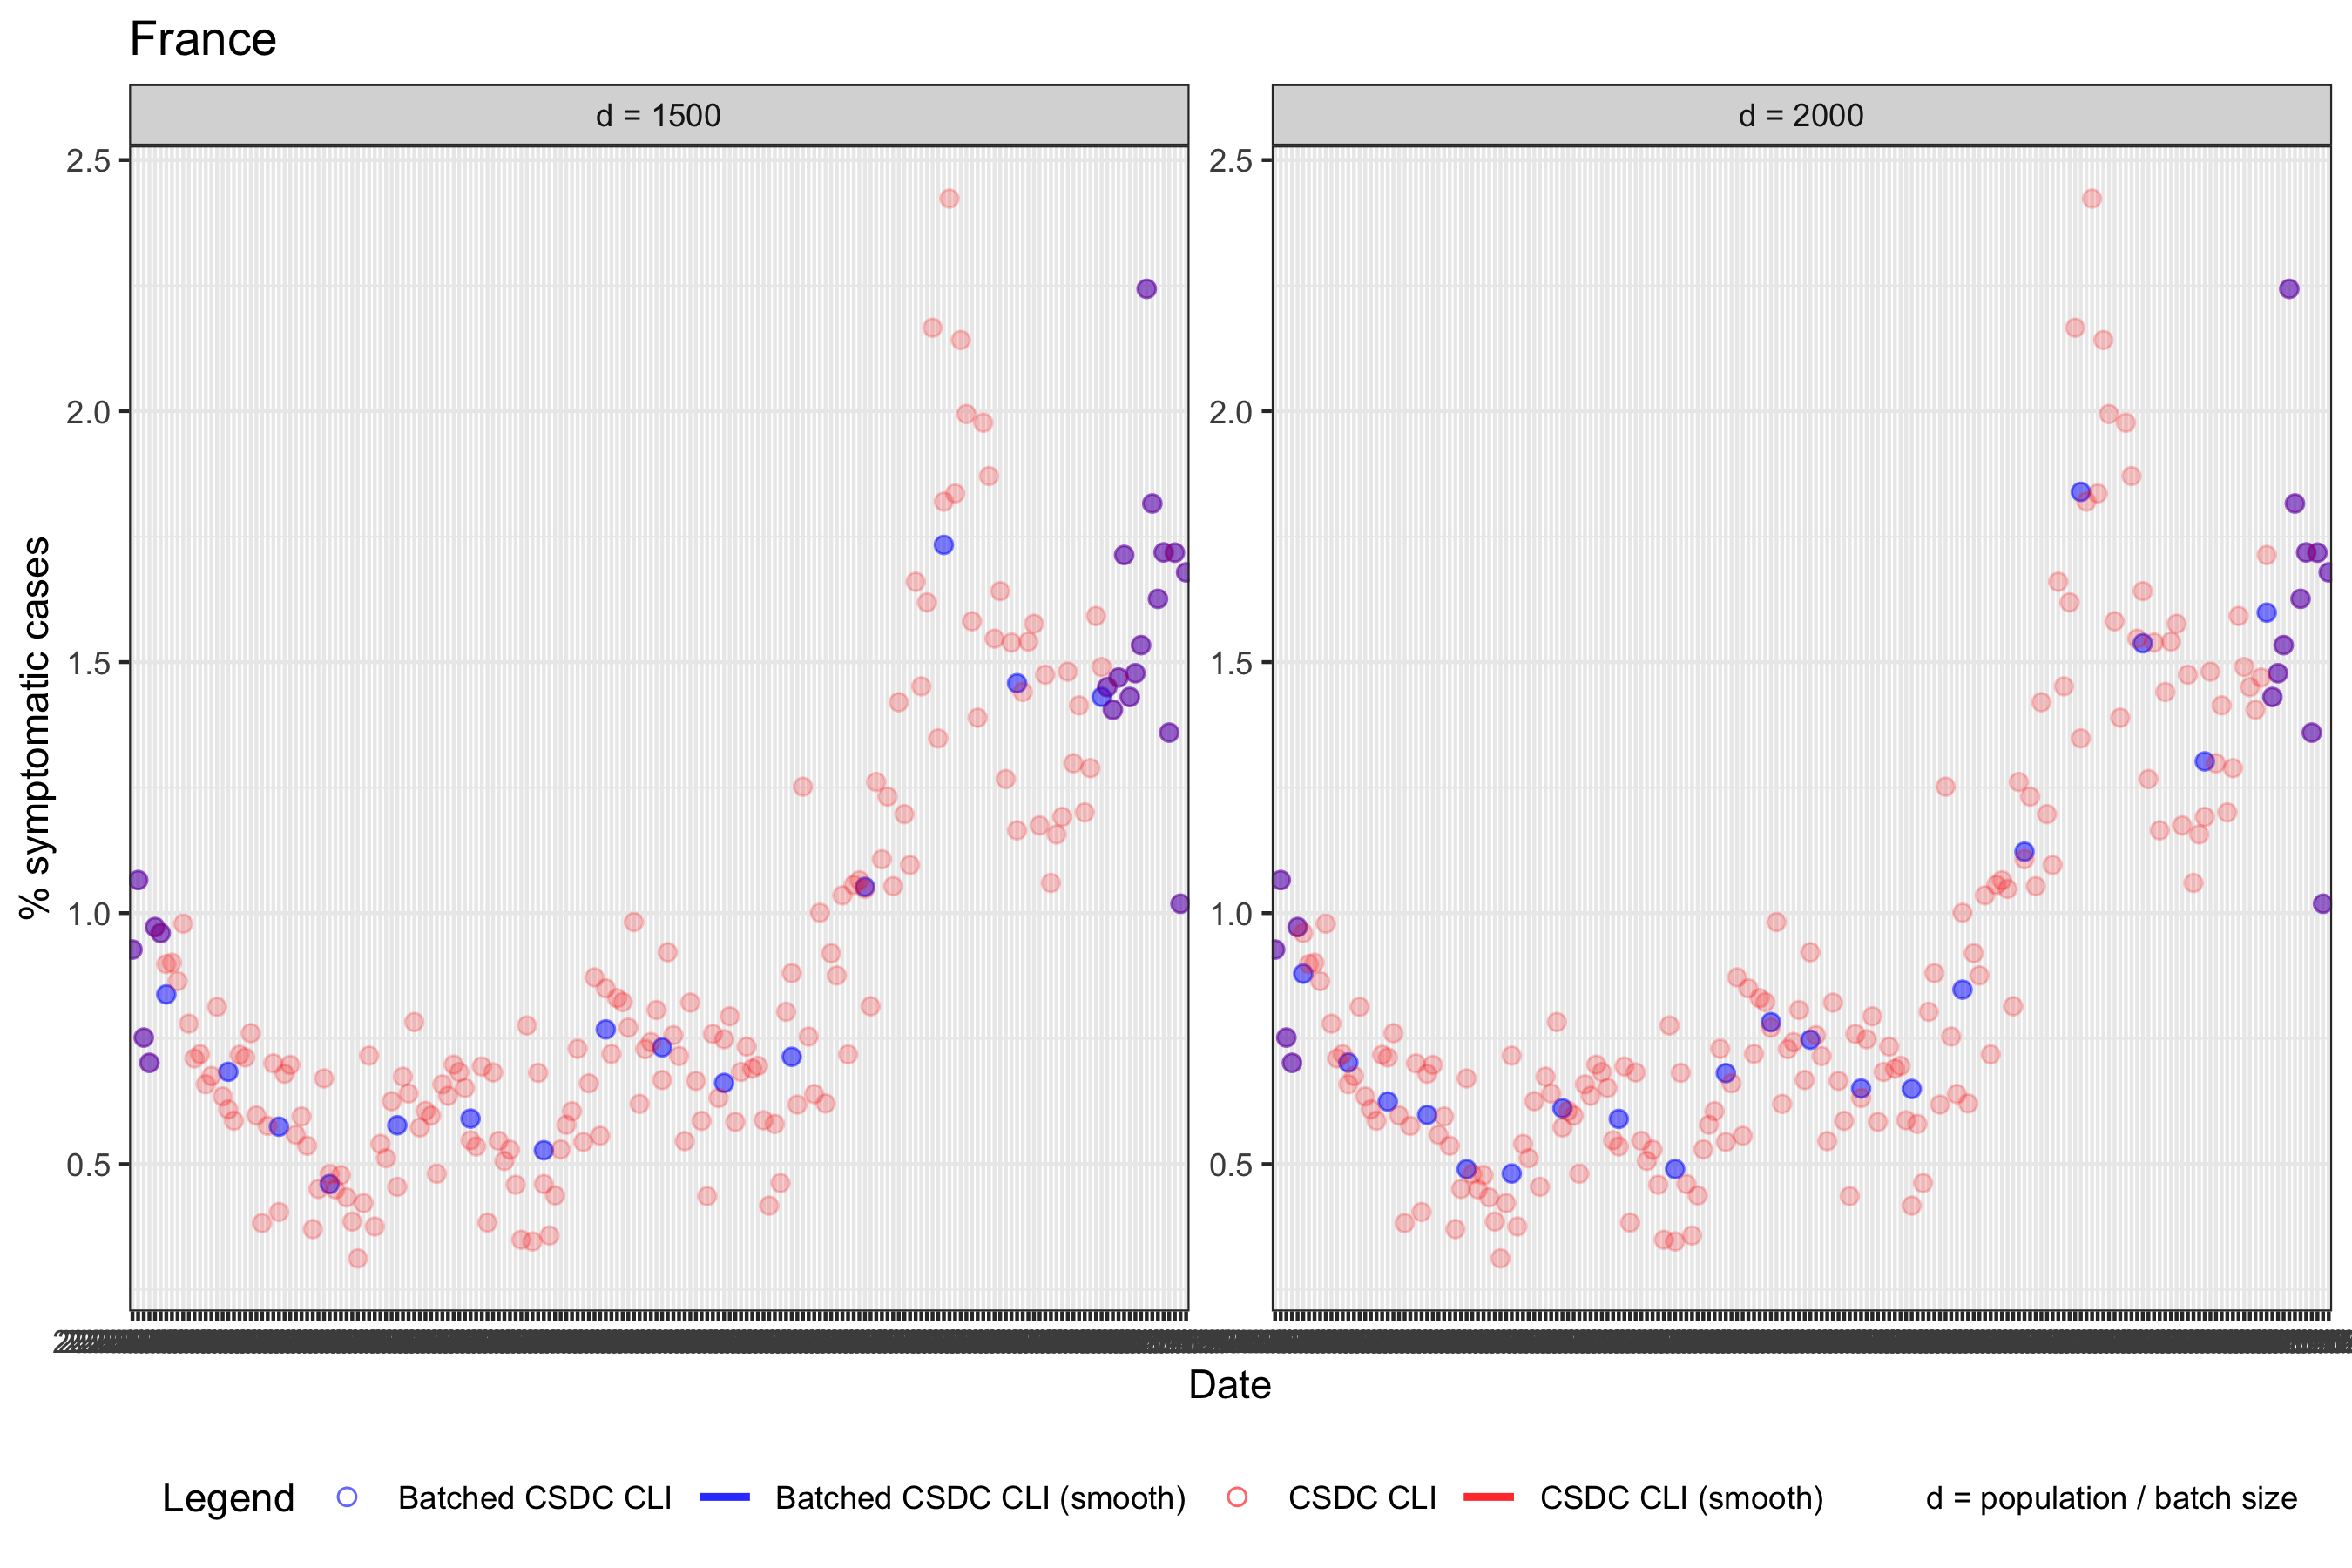 France
d = 1500
d = 2000
% symptomatic cases
2.5
2.0
1.5
1.0
0.5
2.5
2.0
1.5
1.0
0.5
Date
Legend Batched CSDC CLI Batched CSDC CLI (smooth) CSDC CLI CSDC CLI (smooth) d = population / batch size